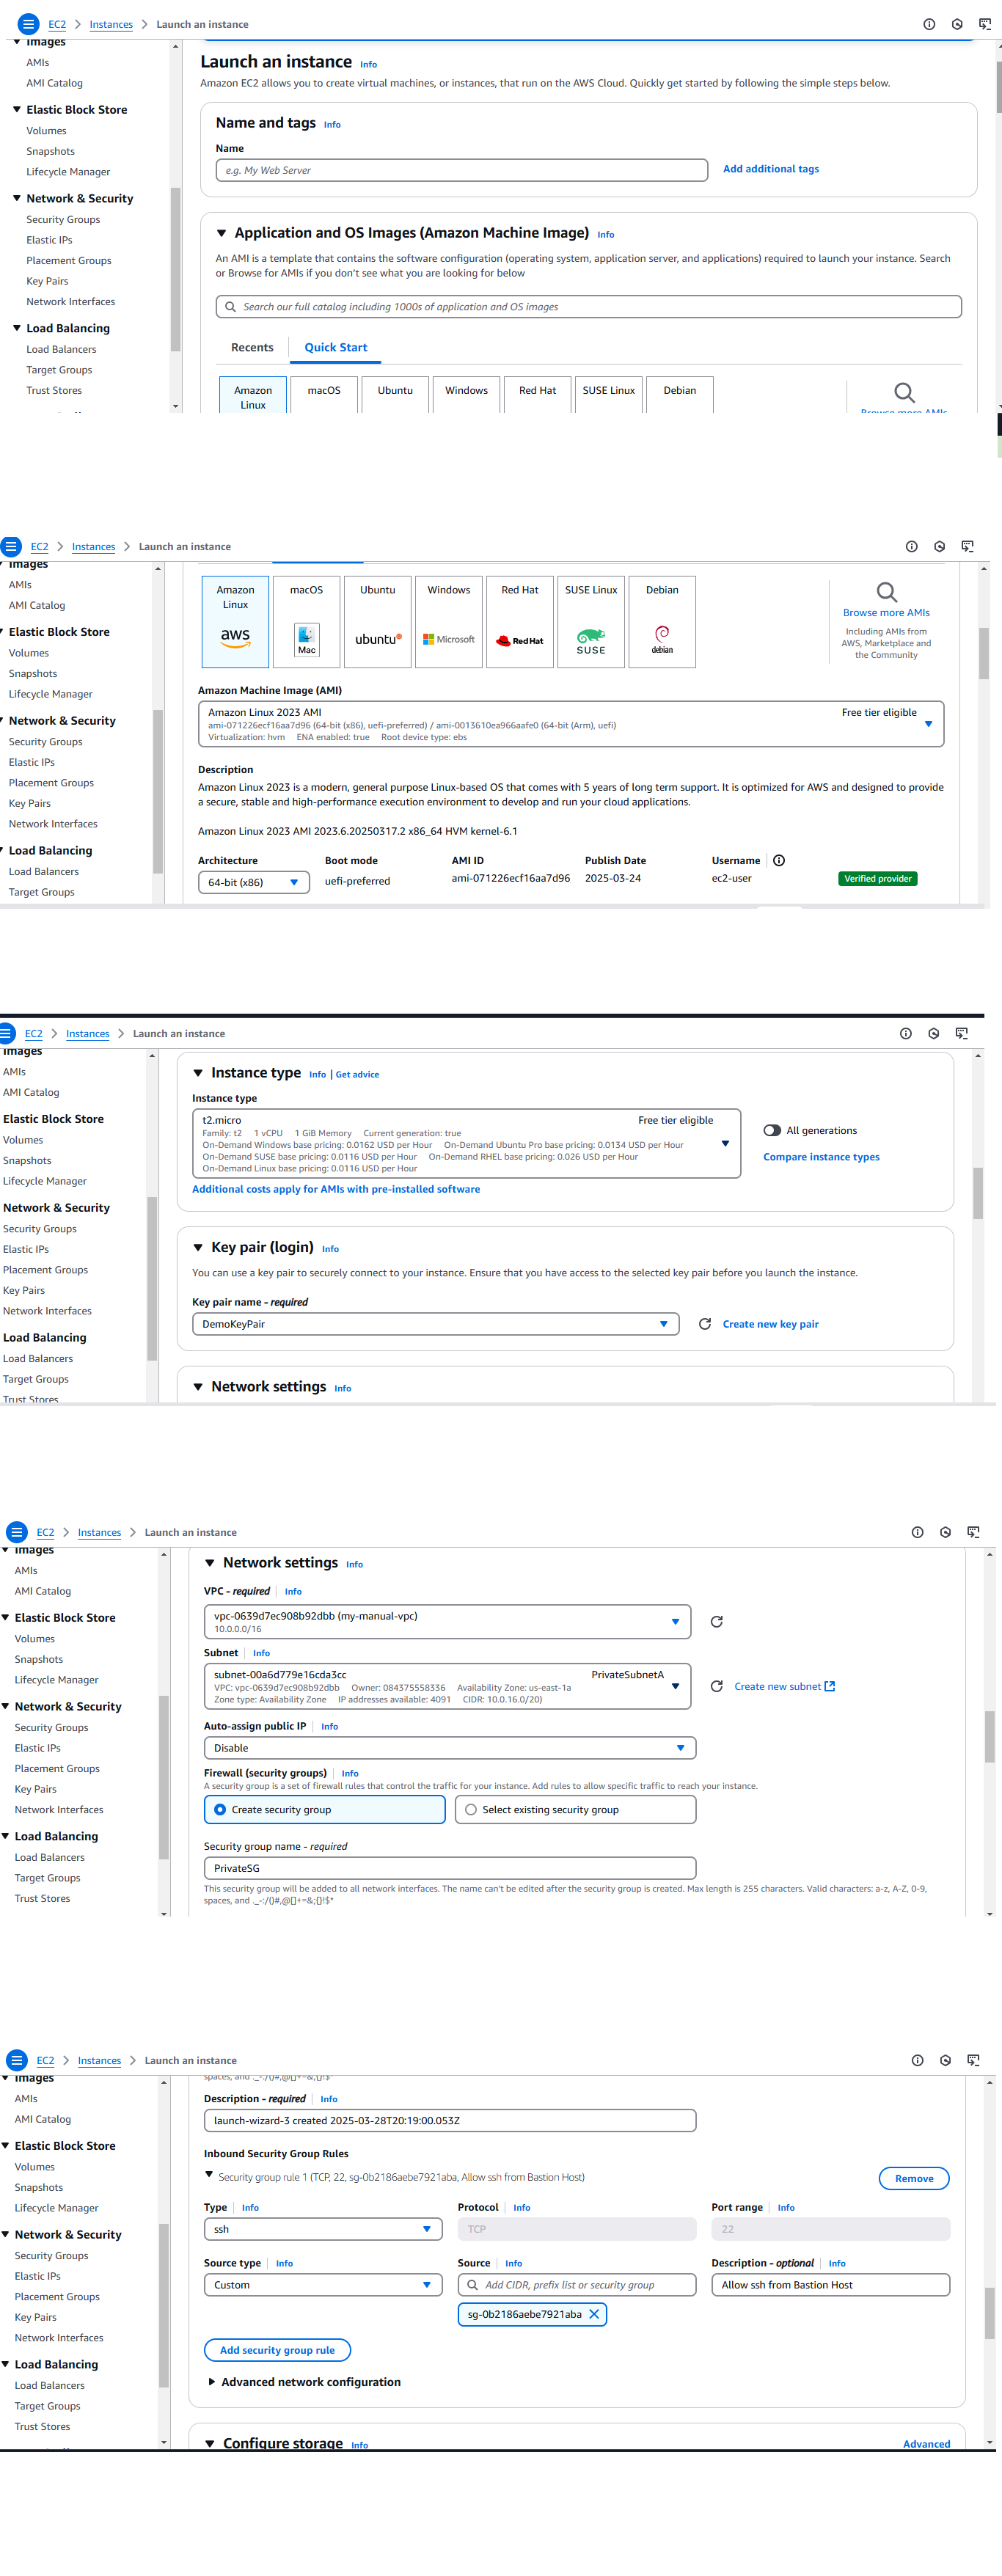 EC2 > Instances > Launch an instance
Images
AMIs
AMI Catalog
Elastic Block Store
Volumes
Snapshots
Lifecycle Manager
Network & Security
Security Groups
Elastic IPs
Placement Groups
Key Pairs
Network Interfaces
Load Balancing
Load Balancers
Target Groups
Trust Stores
Launch an instance Info
Amazon EC2 allows you to create virtual machines, or instances, that run on the AWS Cloud. Quickly get started by following the simple steps below.
Name and tags Info
Name
e.g. My Web Server
Add additional tags
Application and OS Images (Amazon Machine Image) Info
An AMI is a template that contains the software configuration (operating system, application server, and applications) required to launch your instance. Search
or Browse for AMIs if you don't see what you are looking for below
Search our full catalog including 1000s of application and OS images
Recents
Quick Start
Amazon
Linux
macOS
Ubuntu
Windows
Red Hat
SUSE Linux
Debian
Browse more AMIs
EC2 > Instances > Launch an instance
Images
AMIs
AMI Catalog
Elastic Block Store
Volumes
Snapshots
Lifecycle Manager
Network & Security
Security Groups
Elastic IPs
Placement Groups
Key Pairs
Network Interfaces
Load Balancing
Load Balancers
Target Groups
Amazon
Linux
aws
macOS
Mac
Ubuntu
ubuntu
Windows
Microsoft
Red Hat
Red Hat
SUSE Linux
SUSE
Debian
debian
Browse more AMIs
Including AMIs from
AWS, Marketplace and
the Community
Amazon Machine Image (AMI)
Amazon Linux 2023 AMI
Free tier eligible
ami-071226ecf16aa7d96 (64-bit (x86), uefi-preferred) / ami-0013610ea966aafe0 (64-bit (Arm), uefi)
Virtualization: hvm ENA enabled: true Root device type: ebs
Description
Amazon Linux 2023 is a modern, general purpose Linux-based OS that comes with 5 years of long term support. It is optimized for AWS and designed to provide
a secure, stable and high-performance execution environment to develop and run your cloud applications.
Amazon Linux 2023 AMI 2023.6.20250317.2 x86_64 HVM kernel-6.1
Architecture
64-bit (x86)
Boot mode
uefi-preferred
AMI ID
ami-071226ecf16aa7d96
Publish Date
2025-03-24
Username
ec2-user
Verified provider
EC2 > Instances > Launch an instance
Images
AMIs
AMI Catalog
Elastic Block Store
Volumes
Snapshots
Lifecycle Manager
Network & Security
Security Groups
Elastic IPs
Placement Groups
Key Pairs
Network Interfaces
Load Balancing
Load Balancers
Target Groups
Trust Stores
Instance type Info | Get advice
Instance type
t2.micro
Free tier eligible
Family: t2 1 vCPU 1 GiB Memory Current generation: true
On-Demand Windows base pricing: 0.0162 USD per Hour On-Demand Ubuntu Pro base pricing: 0.0134 USD per Hour
On-Demand SUSE base pricing: 0.0116 USD per Hour On-Demand RHEL base pricing: 0.026 USD per Hour
On-Demand Linux base pricing: 0.0116 USD per Hour
All generations
Compare instance types
Additional costs apply for AMIs with pre-installed software
Key pair (login) Info
You can use a key pair to securely connect to your instance. Ensure that you have access to the selected key pair before you launch the instance.
Key pair name - required
DemoKeyPair
Create new key pair
Network settings Info
EC2 > Instances > Launch an instance
Images
AMIs
AMI Catalog
Elastic Block Store
Volumes
Snapshots
Lifecycle Manager
Network & Security
Security Groups
Elastic IPs
Placement Groups
Key Pairs
Network Interfaces
Load Balancing
Load Balancers
Target Groups
Trust Stores
Network settings Info
VPC - required Info
vpc-0639d7ec908b92dbb (my-manual-vpc)
10.0.0.0/16
Subnet Info
subnet-00a6d779e16cda3cc
PrivateSubnetA
VPC: vpc-0639d7ec908b92dbb Owner: 084375558336 Availability Zone: us-east-1a
Zone type: Availability Zone IP addresses available: 4091 CIDR: 10.0.16.0/20)
Create new subnet
Auto-assign public IP Info
Disable
Firewall (security groups) Info
A security group is a set of firewall rules that control the traffic for your instance. Add rules to allow specific traffic to reach your instance.
Create security group
Select existing security group
Security group name - required
PrivateSG
This security group will be added to all network interfaces. The name can't be edited after the security group is created. Max length is 255 characters. Valid characters: a-z, A-Z, 0-9,
spaces, and ._-:/()#,@[]+=&;{}!$*
EC2 > Instances > Launch an instance
Images
AMIs
AMI Catalog
Elastic Block Store
Volumes
Snapshots
Lifecycle Manager
Network & Security
Security Groups
Elastic IPs
Placement Groups
Key Pairs
Network Interfaces
Load Balancing
Load Balancers
Target Groups
Trust Stores
spaces, and ._-:/()#,@[]+=&;{}!$*
Description - required Info
launch-wizard-3 created 2025-03-28T20:19:00.053Z
Inbound Security Group Rules
Security group rule 1 (TCP, 22, sg-0b2186aebe7921aba, Allow ssh from Bastion Host)
Remove
Type Info
ssh
Protocol Info
TCP
Port range Info
22
Source type Info
Custom
Source Info
Add CIDR, prefix list or security group
sg-0b2186aebe7921aba
Description - optional Info
Allow ssh from Bastion Host
Add security group rule
Advanced network configuration
Configure storage Info
Advanced